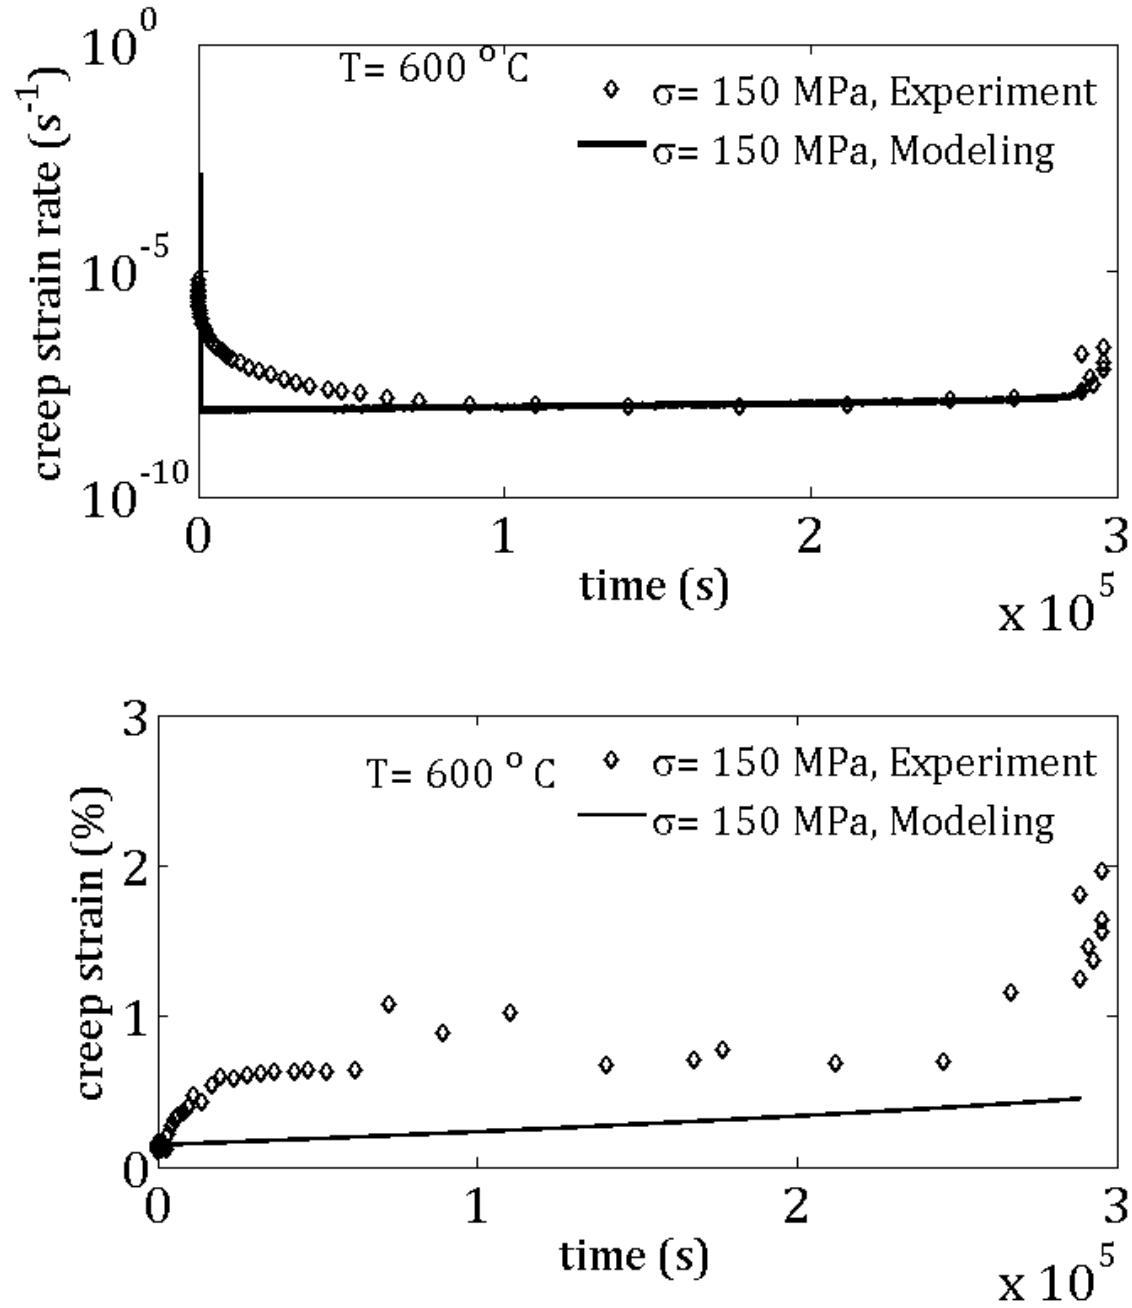 10^0
T= 600 °C
σ= 150 MPa, Experiment
σ= 150 MPa, Modeling
creep strain rate (s^-1)
10^-5
10^-10
0 1 2 3
time (s)
x 10^5
3
T= 600 °C
σ= 150 MPa, Experiment
σ= 150 MPa, Modeling
creep strain (%)
2
1
0
0 1 2 3
time (s)
x 10^5